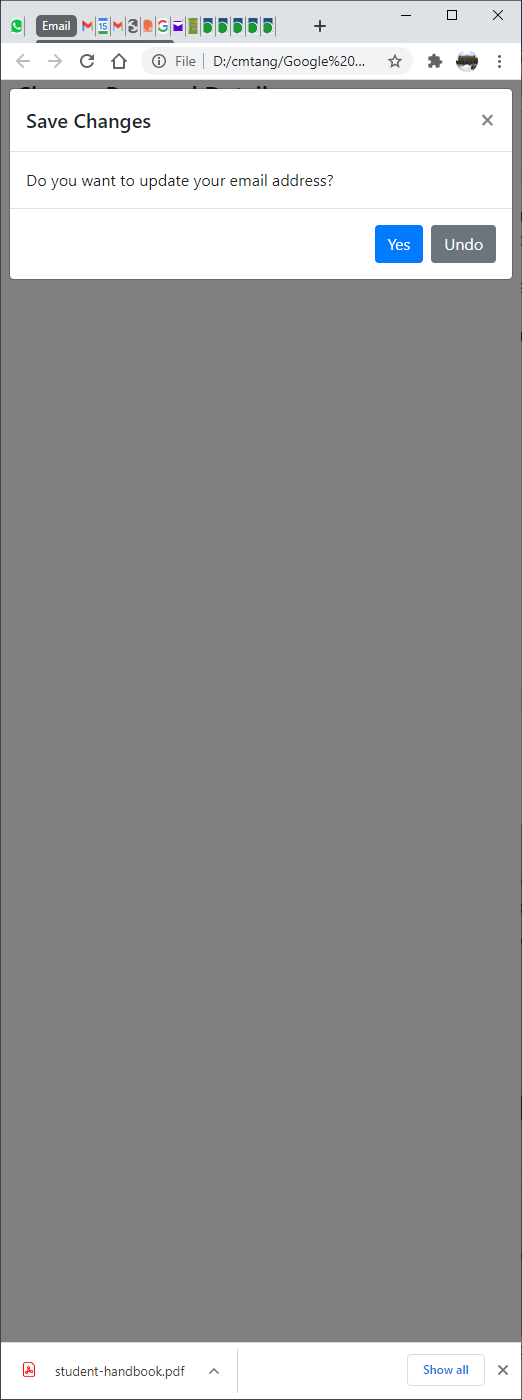 Email
15
File
D:/cmtang/Google%20...
Save Changes
×
Do you want to update your email address?
Yes
Undo
student-handbook.pdf
Show all